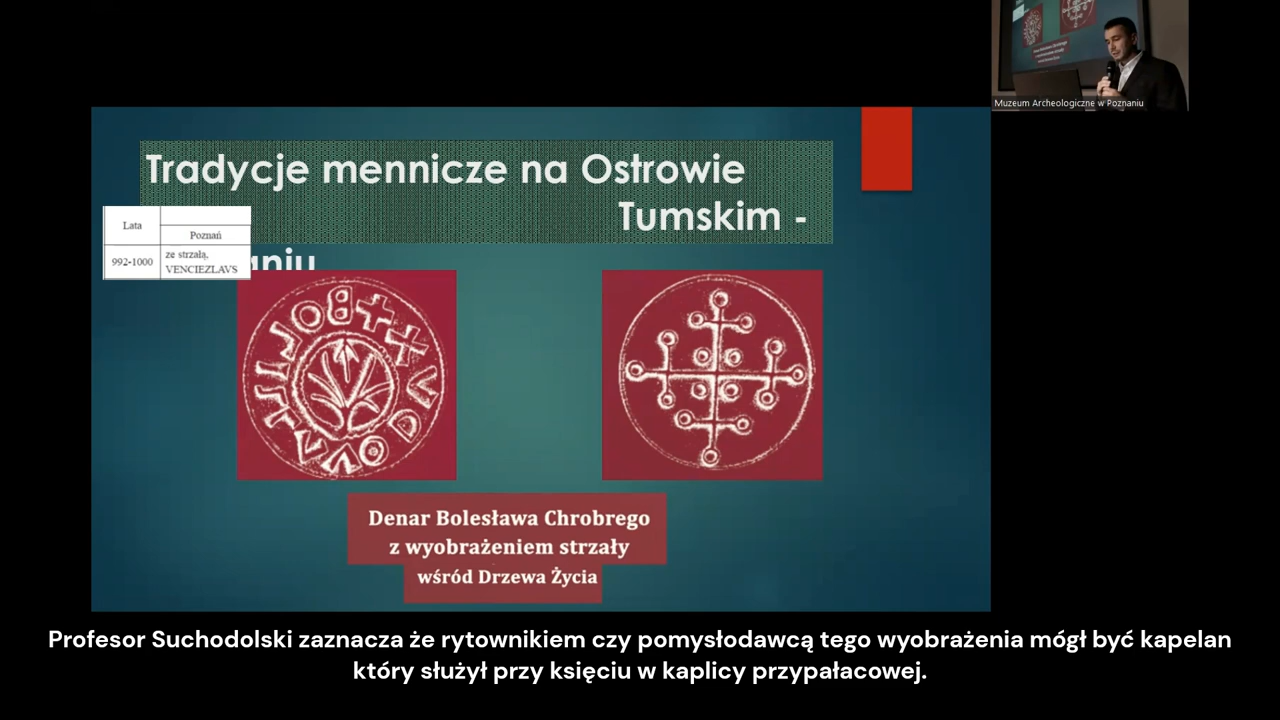 Muzeum Archeologiczne w Poznaniu
Tradycje mennicze na Ostrowie
Tumskim -
Lata
Poznań
992-1000
ze strzałą,
VENCIEZLAVS
Denar Bolesława Chrobrego
z wyobrażeniem strzały
wśród Drzewa Życia
Profesor Suchodolski zaznacza że rytownikiem czy pomysłodawcą tego wyobrażenia mógł być kapelan
który służył przy księciu w kaplicy przypałacowej.